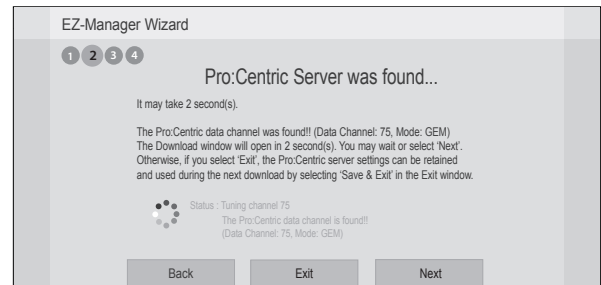 EZ-Manager Wizard
1 2 3 4
Pro:Centric Server was found...
It may take 2 second(s).
The Pro:Centric data channel was found!! (Data Channel: 75, Mode: GEM)
The Download window will open in 2 second(s). You may wait or select ‘Next’.
Otherwise, if you select ‘Exit’, the Pro:Centric server settings can be retained
and used during the next download by selecting ‘Save & Exit’ in the Exit window.
Status : Tuning channel 75
The Pro:Centric data channel is found!!
(Data Channel: 75, Mode: GEM)
Back Exit Next